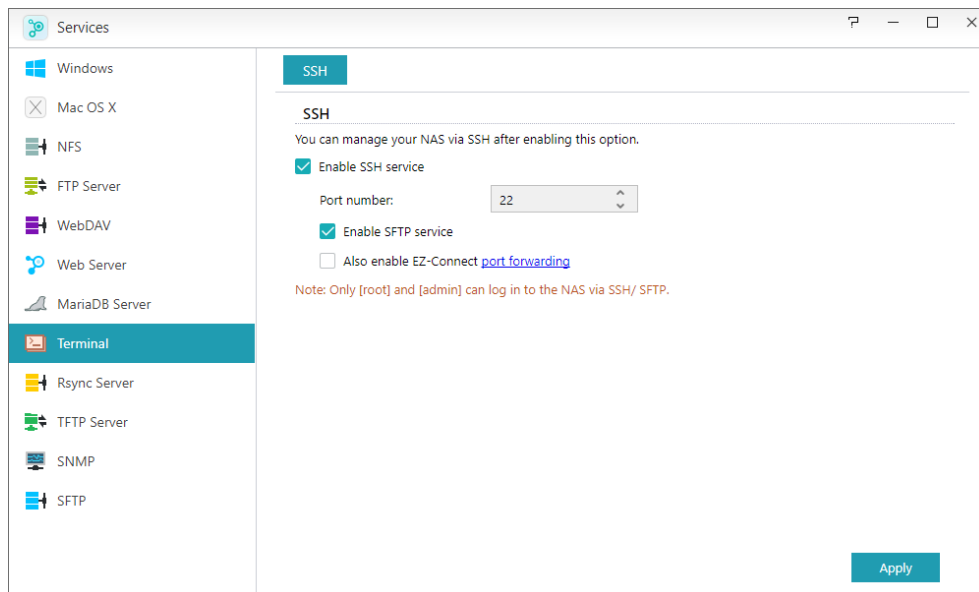 Services
?
Windows
Mac OS X
NFS
FTP Server
WebDAV
Web Server
MariaDB Server
Terminal
Rsync Server
TFTP Server
SNMP
SFTP
SSH
SSH
You can manage your NAS via SSH after enabling this option.
Enable SSH service
Port number: 22
Enable SFTP service
Also enable EZ-Connect port forwarding
Note: Only [root] and [admin] can log in to the NAS via SSH/ SFTP.
Apply